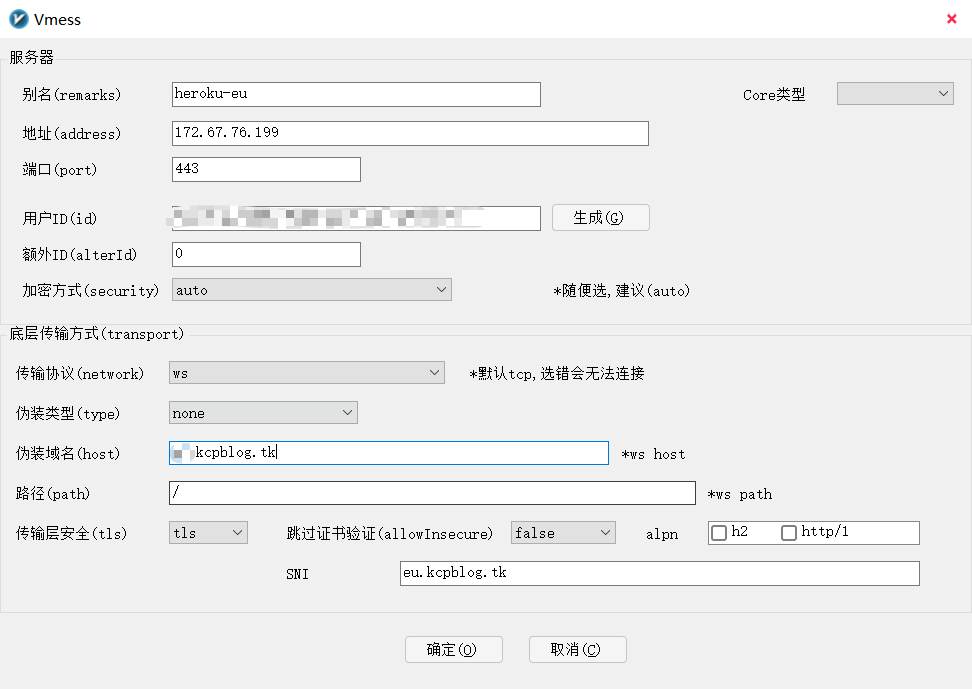 Vmess
服务器
别名(remarks) heroku-eu Core类型
地址(address) 172.67.76.199
端口(port) 443
用户ID(id) 生成(G)
额外ID(alterId) 0
加密方式(security) auto *随便选,建议(auto)
底层传输方式(transport)
传输协议(network) ws *默认tcp,选错会无法连接
伪装类型(type) none
伪装域名(host) kcpblog.tk *ws host
路径(path) / *ws path
传输层安全(tls) tls 跳过证书验证(allowInsecure) false alpn h2 http/1
SNI eu.kcpblog.tk
确定(O) 取消(C)